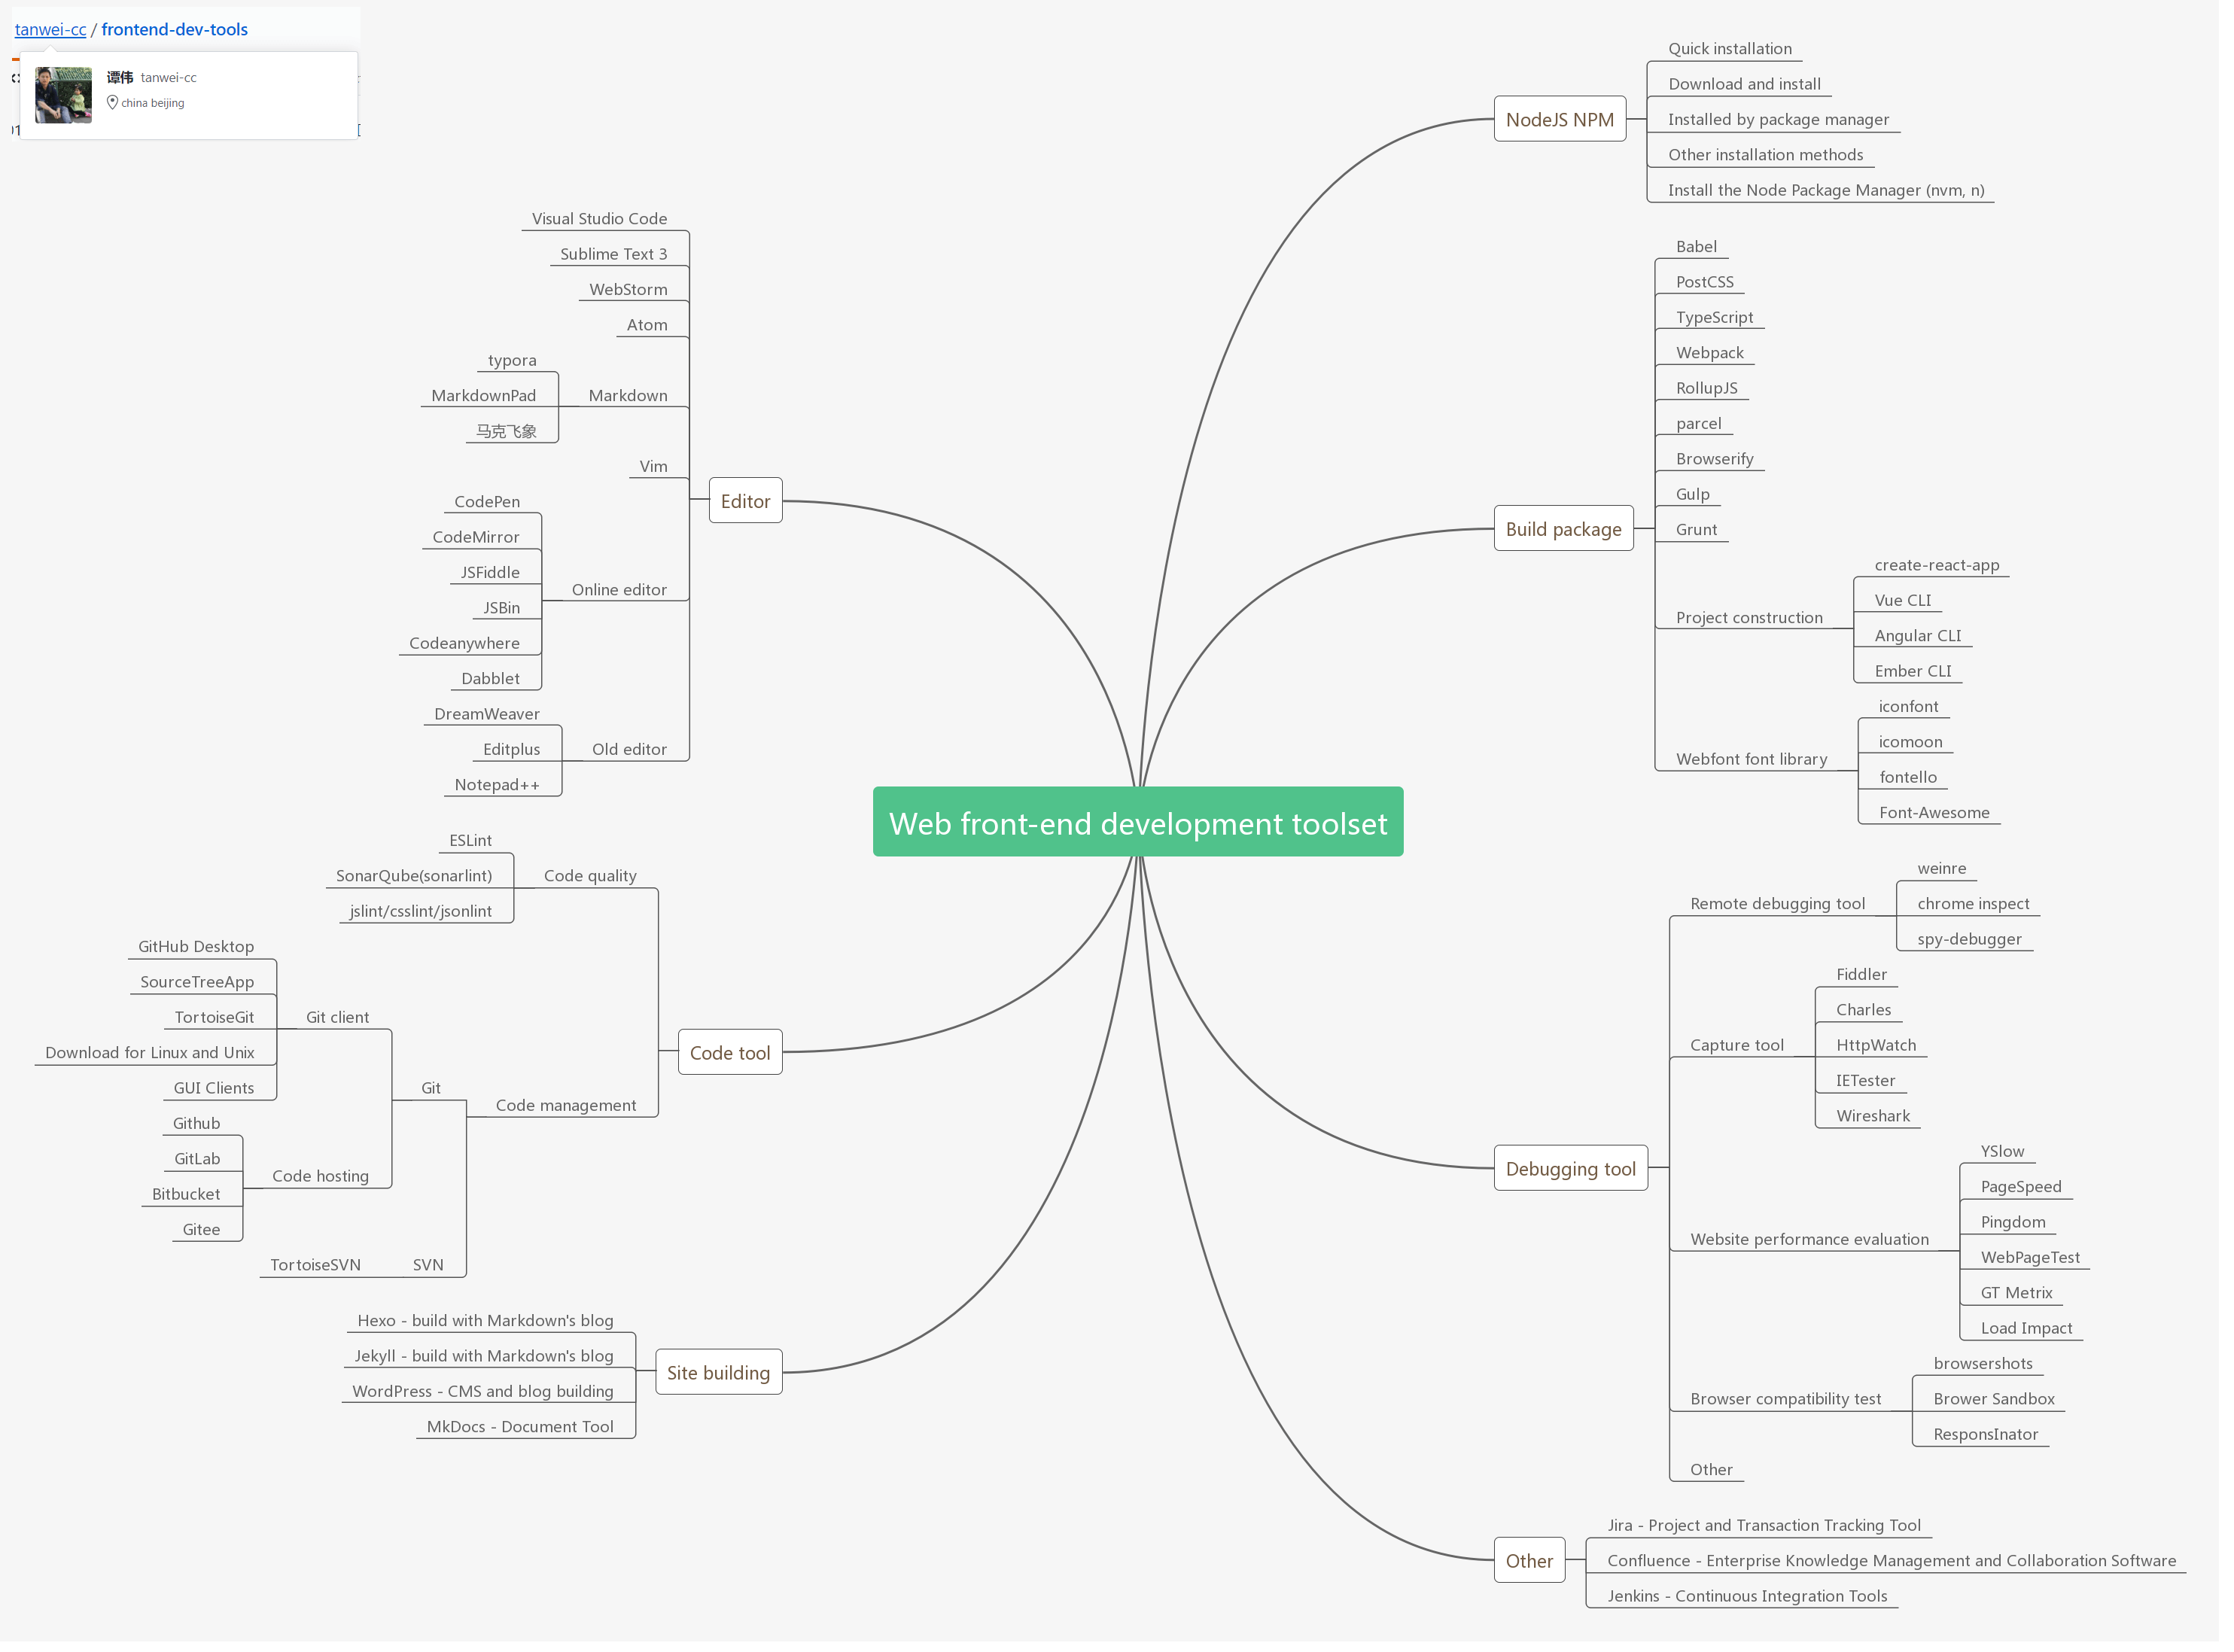 tanwei-cc / frontend-dev-tools
谭伟 tanwei-cc
china beijing
Web front-end development toolset
Editor
Visual Studio Code
Sublime Text 3
WebStorm
Atom
Markdown
typora
MarkdownPad
马克飞象
Vim
Online editor
CodePen
CodeMirror
JSFiddle
JSBin
Codeanywhere
Dabblet
Old editor
DreamWeaver
Editplus
Notepad++
Code tool
Code quality
ESLint
SonarQube(sonarlint)
jslint/csslint/jsonlint
Code management
Git
Git client
GitHub Desktop
SourceTreeApp
TortoiseGit
Download for Linux and Unix
GUI Clients
Code hosting
Github
GitLab
Bitbucket
Gitee
SVN
TortoiseSVN
Site building
Hexo - build with Markdown's blog
Jekyll - build with Markdown's blog
WordPress - CMS and blog building
MkDocs - Document Tool
NodeJS NPM
Quick installation
Download and install
Installed by package manager
Other installation methods
Install the Node Package Manager (nvm, n)
Build package
Babel
PostCSS
TypeScript
Webpack
RollupJS
parcel
Browserify
Gulp
Grunt
Project construction
create-react-app
Vue CLI
Angular CLI
Ember CLI
Webfont font library
iconfont
icomoon
fontello
Font-Awesome
Debugging tool
Remote debugging tool
weinre
chrome inspect
spy-debugger
Capture tool
Fiddler
Charles
HttpWatch
IETester
Wireshark
Website performance evaluation
YSlow
PageSpeed
Pingdom
WebPageTest
GT Metrix
Load Impact
Browser compatibility test
browsershots
Brower Sandbox
ResponsInator
Other
Other
Jira - Project and Transaction Tracking Tool
Confluence - Enterprise Knowledge Management and Collaboration Software
Jenkins - Continuous Integration Tools